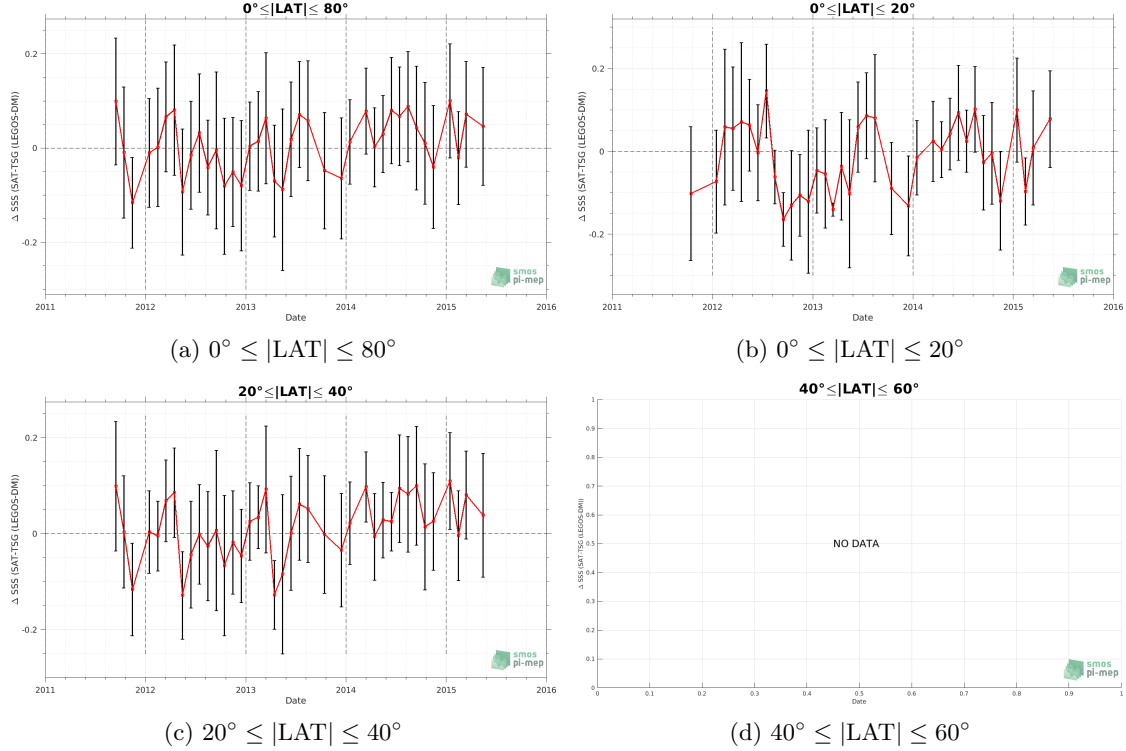 0°≤|LAT|≤ 80°
Δ SSS (SAT-TSG (LEGOS-DM))
0.2
0
-0.2
2011 2012 2013 2014 2015 2016
Date
smos
pi-mep
(a) 0° ≤ |LAT| ≤ 80°
0°≤|LAT|≤ 20°
Δ SSS (SAT-TSG (LEGOS-DM))
0.2
0
-0.2
2011 2012 2013 2014 2015 2016
Date
smos
pi-mep
(b) 0° ≤ |LAT| ≤ 20°
20°≤|LAT|≤ 40°
Δ SSS (SAT-TSG (LEGOS-DM))
0.2
0
-0.2
2011 2012 2013 2014 2015 2016
Date
smos
pi-mep
(c) 20° ≤ |LAT| ≤ 40°
40°≤|LAT|≤ 60°
Δ SSS (SAT-TSG (LEGOS-DM))
1
0.9
0.8
0.7
0.6
0.5
0.4
0.3
0.2
0.1
0
NO DATA
0 0.1 0.2 0.3 0.4 0.5 0.6 0.7 0.8 0.9 1
Date
smos
pi-mep
(d) 40° ≤ |LAT| ≤ 60°